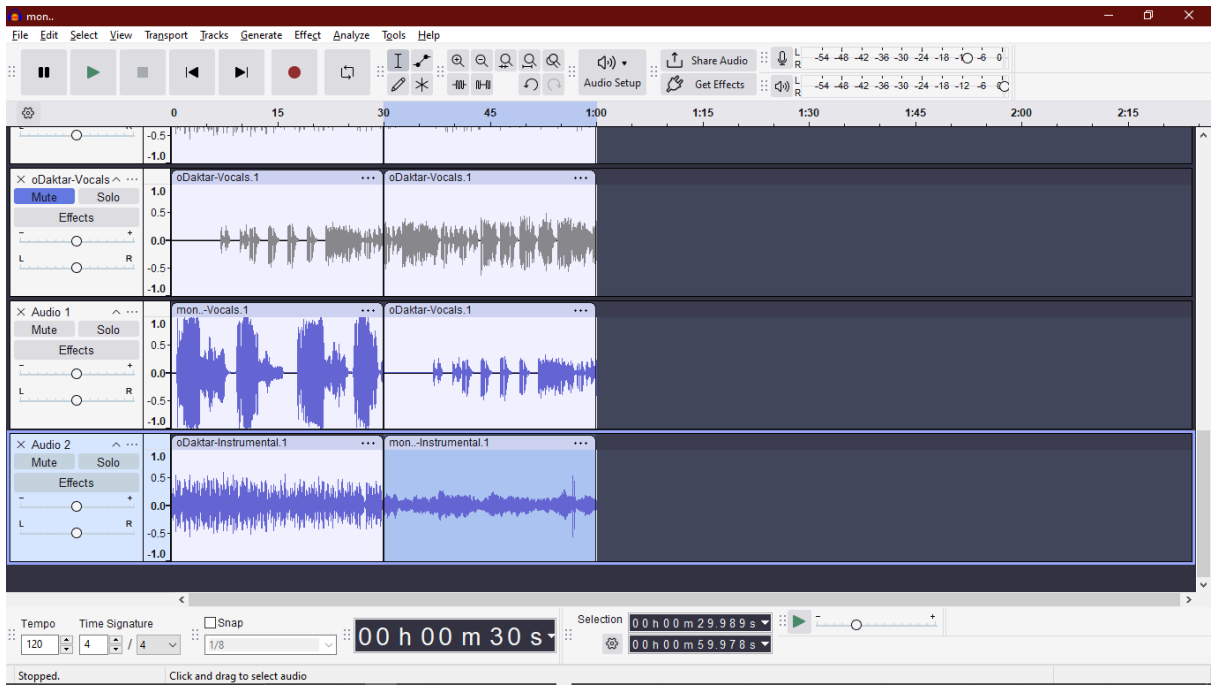 mon..
File Edit Select View Transport Tracks Generate Effect Analyze Tools Help
Audio Setup
Share Audio
Get Effects
L
R
-54 -48 -42 -36 -30 -24 -18 -12 -6 0
L
R
-54 -48 -42 -36 -30 -24 -18 -12 -6 0
0 15 30 45 1:00 1:15 1:30 1:45 2:00 2:15
-0.5
-1.0
oDaktar-Vocals
Mute Solo
Effects
- +
L R
1.0
0.5
0.0
-0.5
-1.0
oDaktar-Vocals.1 oDaktar-Vocals.1
Audio 1
Mute Solo
Effects
- +
L R
1.0
0.5
0.0
-0.5
-1.0
mon..-Vocals.1 oDaktar-Vocals.1
Audio 2
Mute Solo
Effects
- +
L R
1.0
0.5
0.0
-0.5
-1.0
oDaktar-Instrumental.1 mon..-Instrumental.1
Tempo
120
Time Signature
4 / 4
Snap
1/8
00 h 00 m 30 s
Selection
00 h 00 m 29.989 s
00 h 00 m 59.978 s
- +
Stopped.
Click and drag to select audio